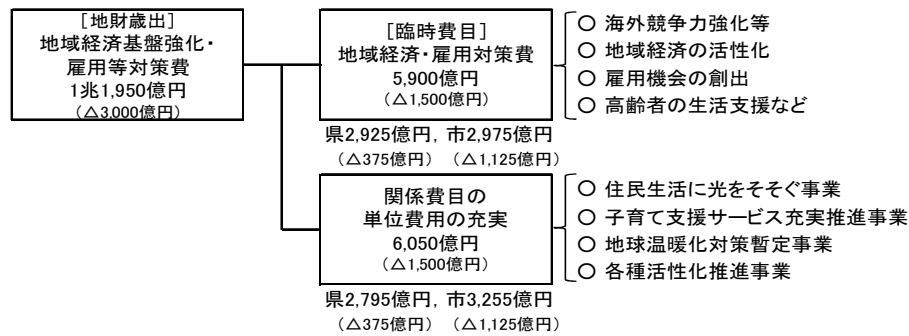 ［地財歳出］
地域経済基盤強化・
雇用等対策費
1兆1,950億円
（△3,000億円）
［臨時費目］
地域経済・雇用対策費
5,900億円
（△1,500億円）
県2,925億円，市2,975億円
（△375億円）　（△1,125億円）
○ 海外競争力強化等
○ 地域経済の活性化
○ 雇用機会の創出
○ 高齢者の生活支援など
関係費目の
単位費用の充実
6,050億円
（△1,500億円）
県2,795億円，市3,255億円
（△375億円）　（△1,125億円）
○ 住民生活に光をそそぐ事業
○ 子育て支援サービス充実推進事業
○ 地球温暖化対策暫定事業
○ 各種活性化推進事業